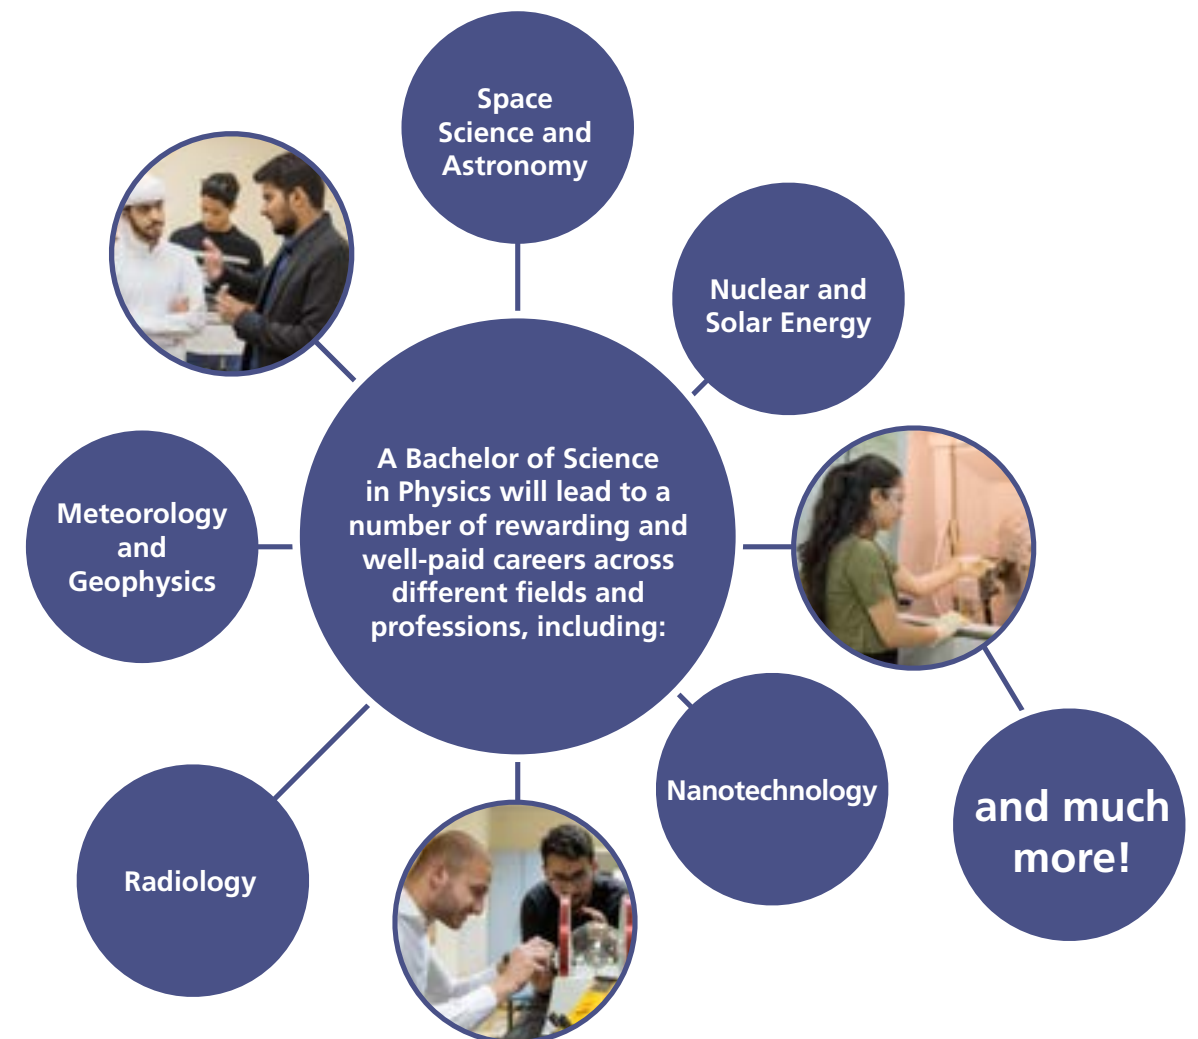 Space
Science and
Astronomy
Nuclear and
Solar Energy
A Bachelor of Science
in Physics will lead to a
number of rewarding and
well-paid careers across
different fields and
professions, including:
Meteorology
and
Geophysics
Nanotechnology
and much
more!
Radiology